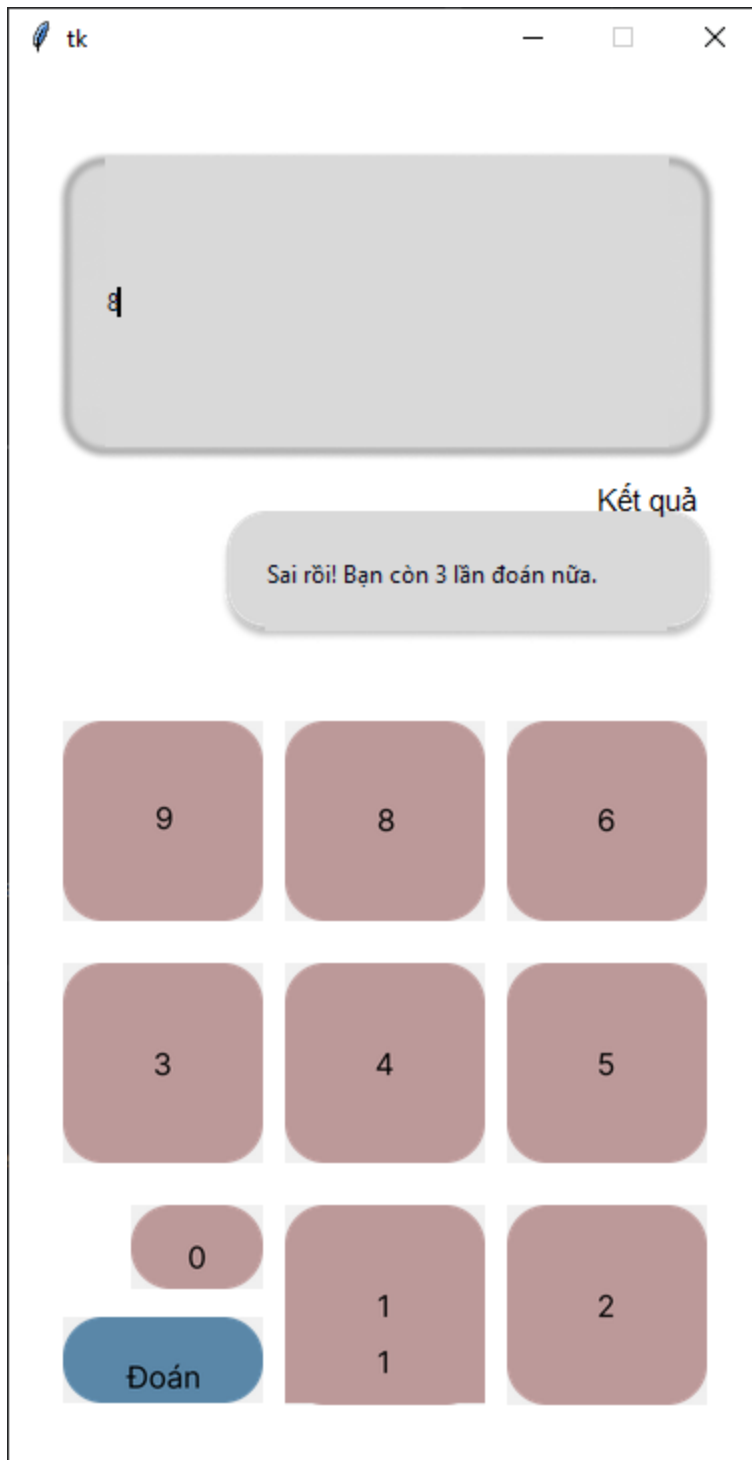 tk
8
Kết quả
Sai rồi! Bạn còn 3 lần đoán nữa.
9 8 6
3 4 5
0
1 2
1
Đoán